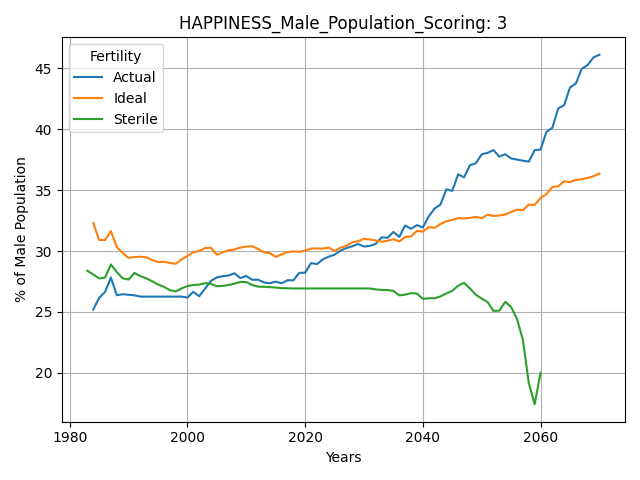 HAPPINESS_Male_Population_Scoring: 3
Fertility
Actual
Ideal
Sterile
% of Male Population
45
40
35
30
25
20
1980
2000
2020
2040
2060
Years